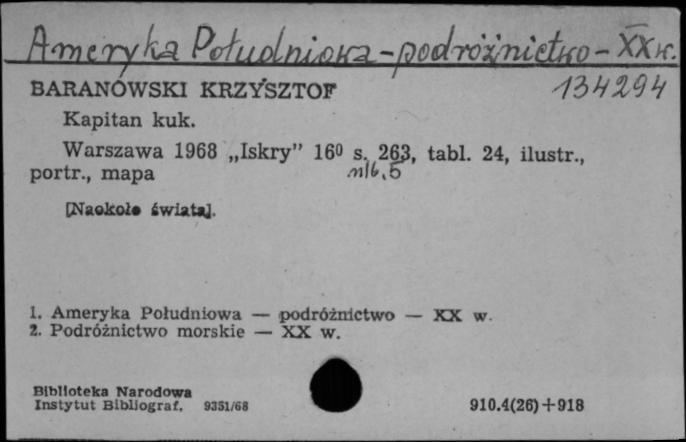 Ameryka Południowa - podróżnictwo - XX w.
BARANOWSKI KRZYSZTOF 134294
Kapitan kuk.
Warszawa 1968 „Iskry” 16⁰ s. 263, tabl. 24, ilustr.,
portr., mapa nlb. 5
[Naokoło świata].
1. Ameryka Południowa — podróżnictwo — XX w.
2. Podróżnictwo morskie — XX w.
Biblioteka Narodowa
Instytut Bibliograf. 9351/68 910.4(26)+918